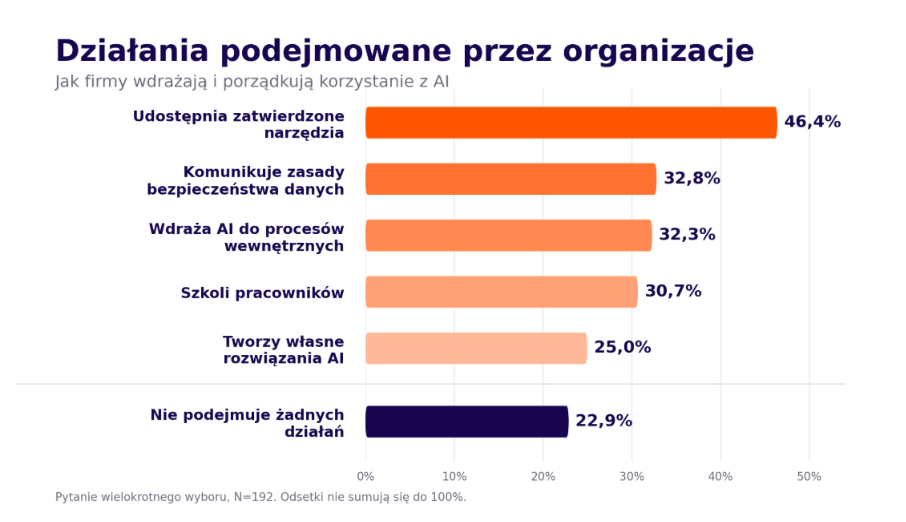 Działania podejmowane przez organizacje
Jak firmy wdrażają i porządkują korzystanie z AI
Udostępnia zatwierdzone
narzędzia
46,4%
Komunikuje zasady
bezpieczeństwa danych
32,8%
Wdraża AI do procesów
wewnętrznych
32,3%
Szkoli pracowników
30,7%
Tworzy własne
rozwiązania AI
25,0%
Nie podejmuje żadnych
działań
22,9%
0% 10% 20% 30% 40% 50%
Pytanie wielokrotnego wyboru, N=192. Odsetki nie sumują się do 100%.